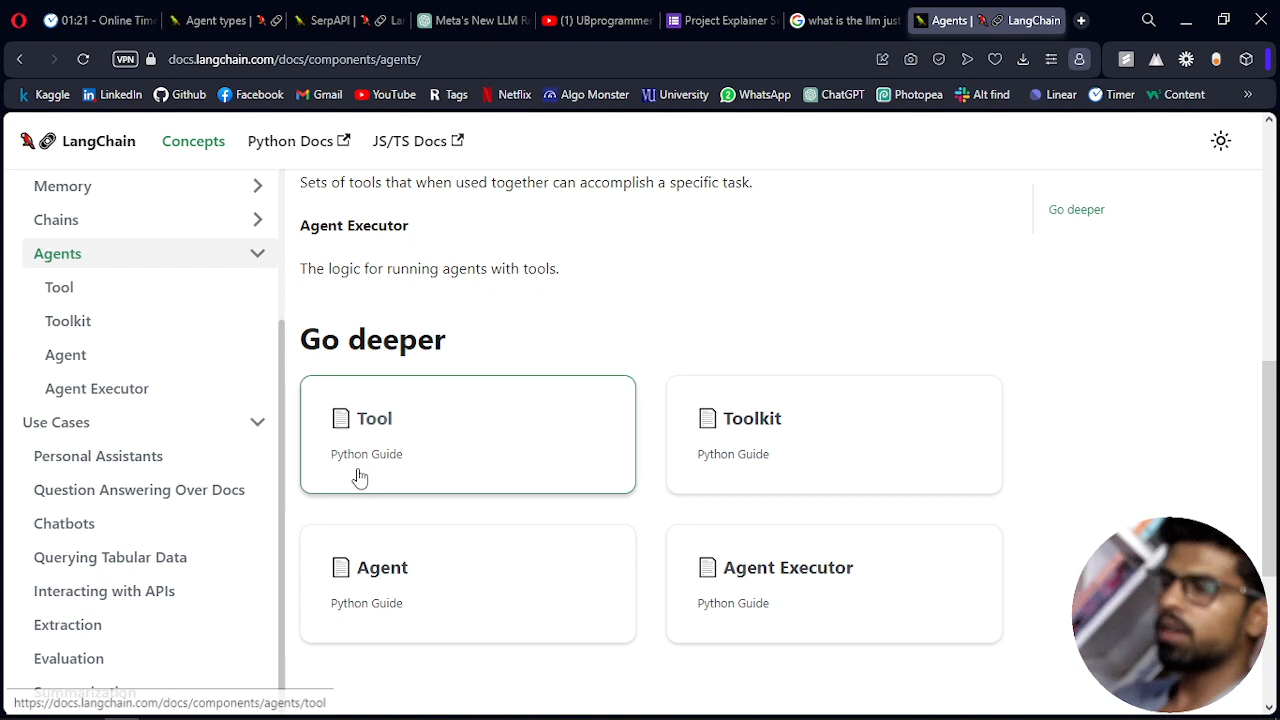 01:21 - Online Time
Agent types |
SerpAPI | La
Meta's New LLM R
(1) UBprogrammer
Project Explainer S
what is the llm just
Agents | LangChain
VPN
docs.langchain.com/docs/components/agents/
Kaggle
LinkedIn
Github
Facebook
Gmail
YouTube
R Tags
Netflix
Algo Monster
University
WhatsApp
ChatGPT
Photopea
Alt find
Linear
Timer
Content
»
LangChain
Concepts
Python Docs
JS/TS Docs
Memory
Chains
Agents
Tool
Toolkit
Agent
Agent Executor
Use Cases
Personal Assistants
Question Answering Over Docs
Chatbots
Querying Tabular Data
Interacting with APIs
Extraction
Evaluation
Summarization
https://docs.langchain.com/docs/components/agents/tool
Sets of tools that when used together can accomplish a specific task.
Agent Executor
The logic for running agents with tools.
Go deeper
Tool
Python Guide
Toolkit
Python Guide
Agent
Python Guide
Agent Executor
Python Guide
Go deeper